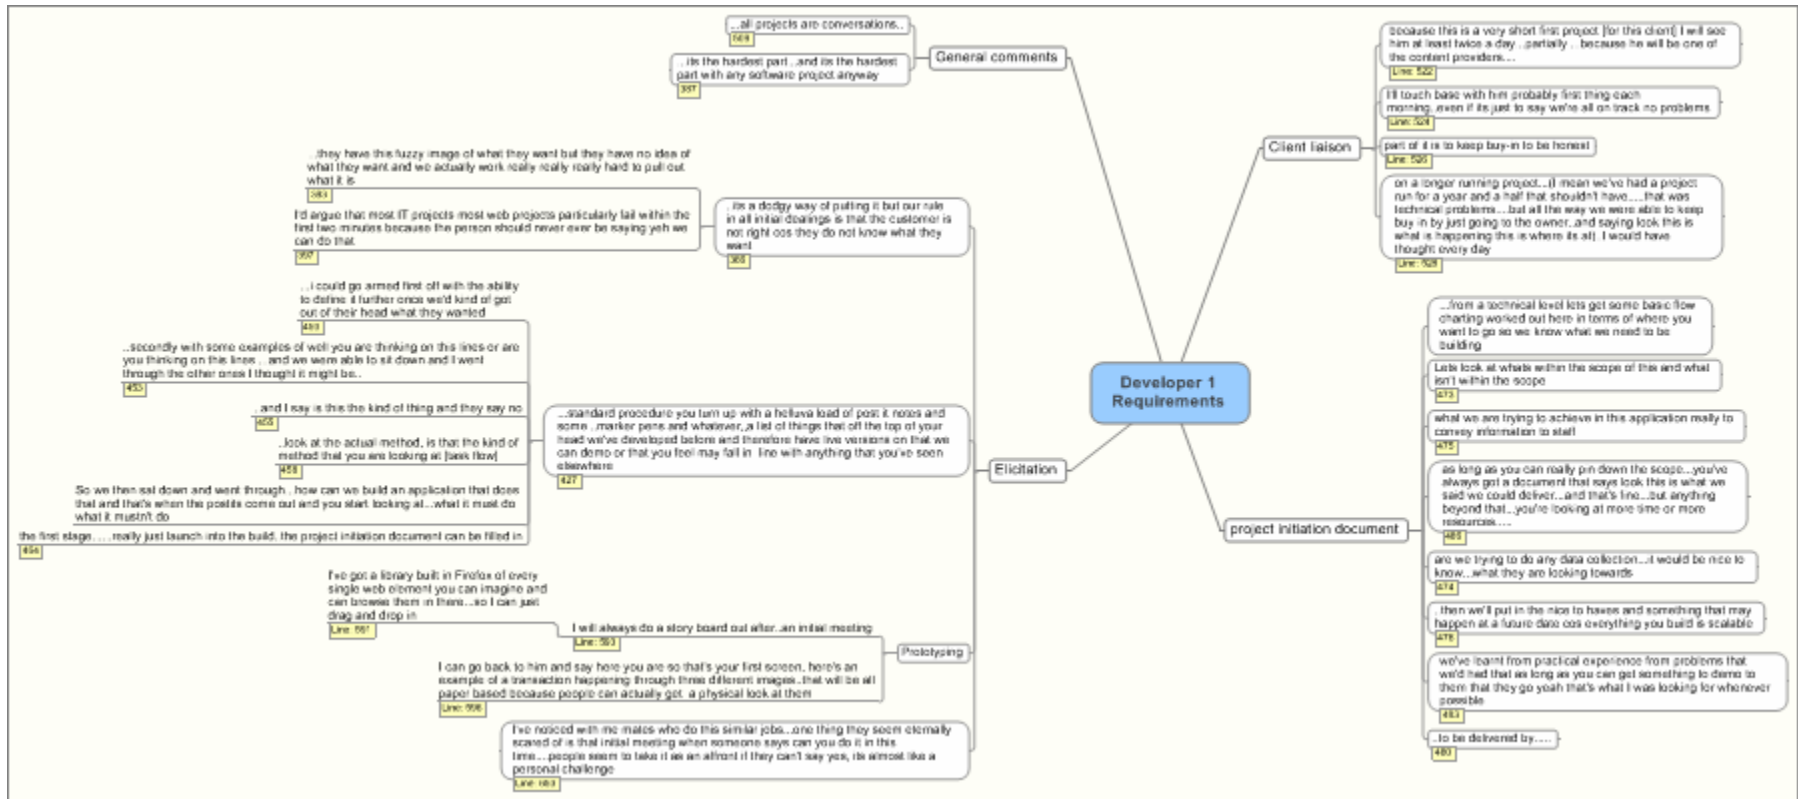 ...all projects are conversations..
509
..its the hardest part ..and its the hardest
part with any software project anyway
387
General comments
...they have this fuzzy image of what they want but they have no idea of
what they want and we actually work really really really hard to pull out
what it is
393
I'd argue that most IT projects most web projects particularly fail within the
first two minutes because the person should never ever be saying yeh we
can do that
397
..its a dodgy way of putting it but our rule
in all initial dealings is that the customer is
not right cos they do not know what they
want
...i could go armed first off with the ability
to define it further once we'd kind of got
out of their head what they wanted
..secondly with some examples of well you are thinking on this lines or are
you thinking on this lines ...and we were able to sit down and I went
through the other ones I thought it might be..
453
.and I say is this the kind of thing and they say no
455
..look at the actual method, is that the kind of
method that you are looking at [task flow]
458
So we then sat down and went through.. how can we build an application that does
that and that's when the postits come out and you start looking at...what it must do
what it mustn't do
the first stage.....really just launch into the build, the project initiation document can be filled in
464
...standard procedure you turn up with a helluva load of post it notes and
some ..marker pens and whatever,,a list of things that off the top of your
head we've developed before and therefore have live versions on that we
can demo or that you feel may fall in line with anything that you've seen
elsewhere
427
Elicitation
I've got a library built in Firefox of every
single web element you can imagine and
can browse them in there...so I can just
drag and drop in
Line: 591
I will always do a story board out after..an initial meeting
Line: 593
I can go back to him and say here you are so that's your first screen, here's an
example of a transaction happening through three different images..that will be all
paper based because people can actually get a physical look at them
Line: 598
Prototyping
I've noticed with me mates who do this similar jobs...one thing they seem eternally
scared of is that initial meeting when someone says can you do it in this
time....people seem to take it as an affront if they can't say yes, its almost like a
personal challenge
Developer 1
Requirements
Client liaison
because this is a very short first project [for this client] I will see
him at least twice a day ..partially ...because he will be one of
the content providers....
Line: 522
I'll touch base with him probably first thing each
morning..even if its just to say we're all on track no problems
Line: 524
part of it is to keep buy-in to be honest
Line: 526
on a longer running project...(I mean we've had a project
run for a year and a half that shouldn't have.....that was
technical problems....but all the way we were able to keep
buy in by just going to the owner..and saying look this is
what is happening this is where its at). I would have
thought every day
Line: 528
project initiation document
...from a technical level lets get some basic flow
charting worked out here in terms of where you
want to go so we know what we need to be
building
Lets look at whats within the scope of this and what
isn't within the scope
473
what we are trying to achieve in this application really to
convey information to staff
475
as long as you can really pin down the scope...you've
always got a document that says look this is what we
said we could deliver...and that's fine...but anything
beyond that...you're looking at more time or more
resources.....
are we trying to do any data collection...it would be nice to
know...what they are looking towards
474
. then we'll put in the nice to haves and something that may
happen at a future date cos everything you build is scalable
478
we've learnt from practical experience from problems that
we'd had that as long as you can get something to demo to
them that they go yeah that's what I was looking for whenever
possible
483
..to be delivered by.....
480